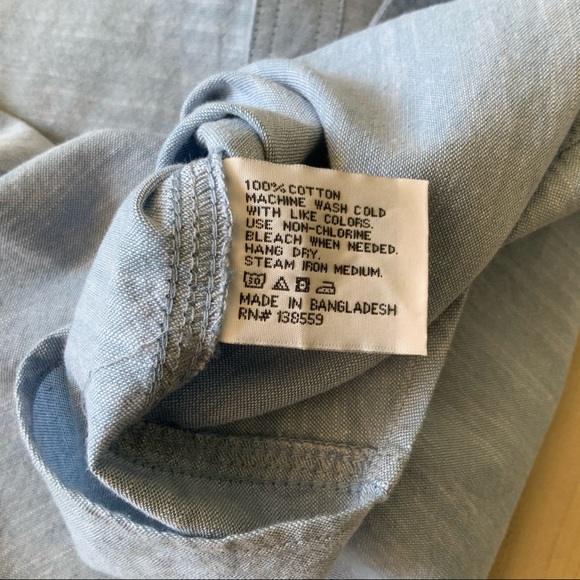 100% COTTON
MACHINE WASH COLD
WITH LIKE COLORS.
USE NON-CHLORINE
BLEACH WHEN NEEDED.
HANG DRY.
STEAM IRON MEDIUM.
30
MADE IN BANGLADESH
RN# 138559